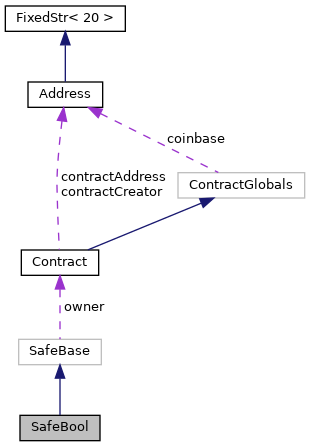 FixedStr< 20 >
Address
coinbase
contractAddress
contractCreator
ContractGlobals
Contract
owner
SafeBase
SafeBool